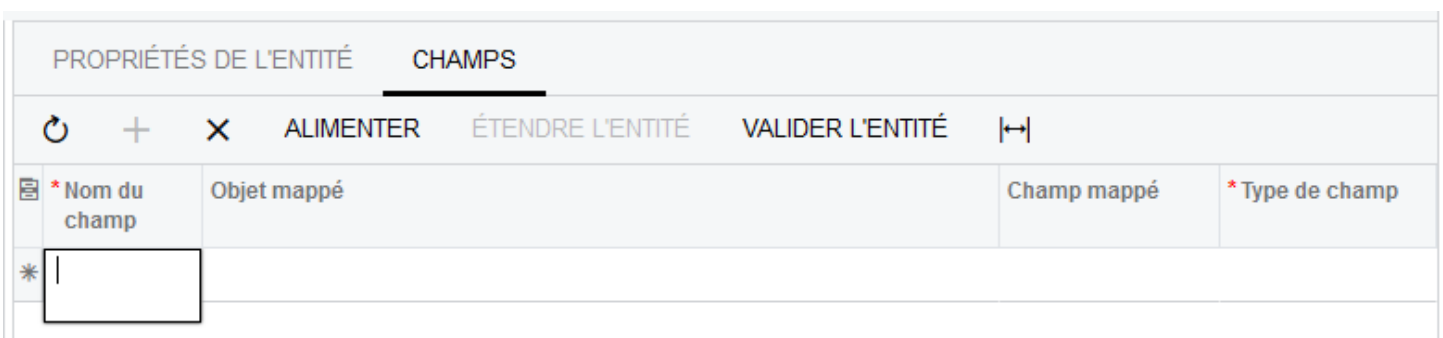 PROPRIÉTÉS DE L'ENTITÉ CHAMPS
ALIMENTER ÉTENDRE L'ENTITÉ VALIDER L'ENTITÉ
* Nom du champ Objet mappé Champ mappé * Type de champ